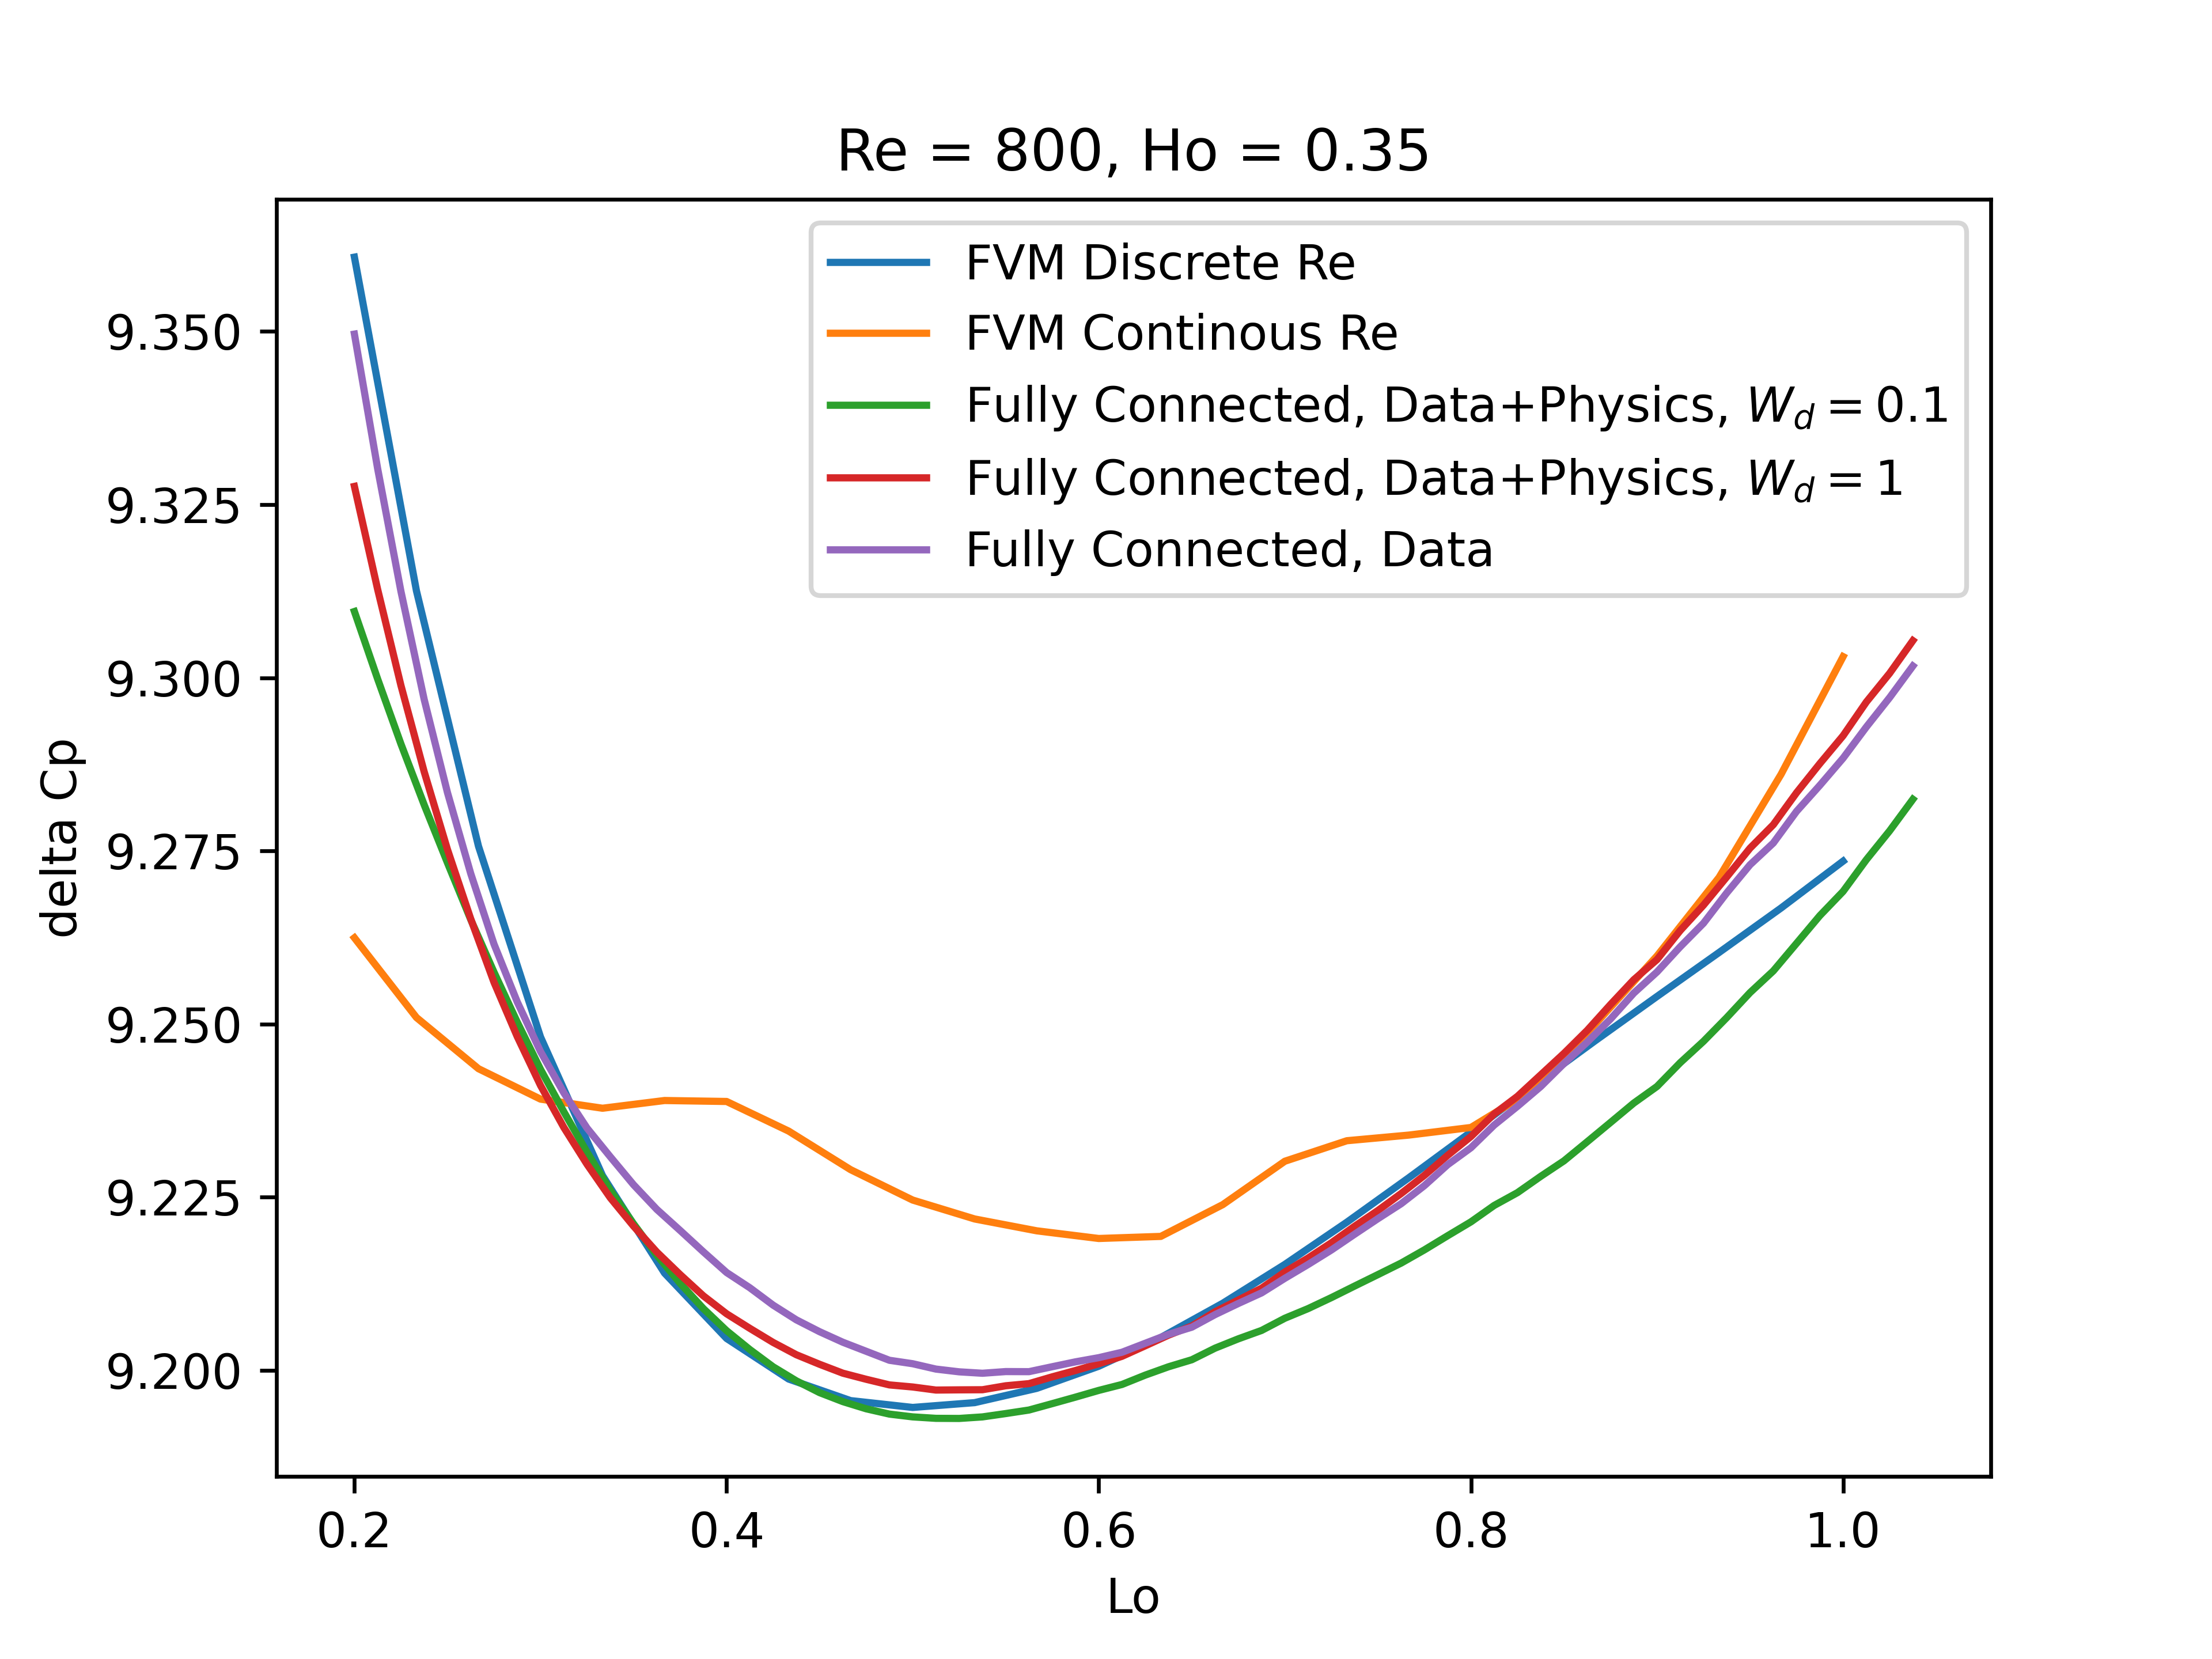 Re = 800, Ho = 0.35
FVM Discrete Re
FVM Continous Re
Fully Connected, Data+Physics, W_d = 0.1
Fully Connected, Data+Physics, W_d = 1
Fully Connected, Data
delta Cp
9.350
9.325
9.300
9.275
9.250
9.225
9.200
0.2 0.4 0.6 0.8 1.0
Lo